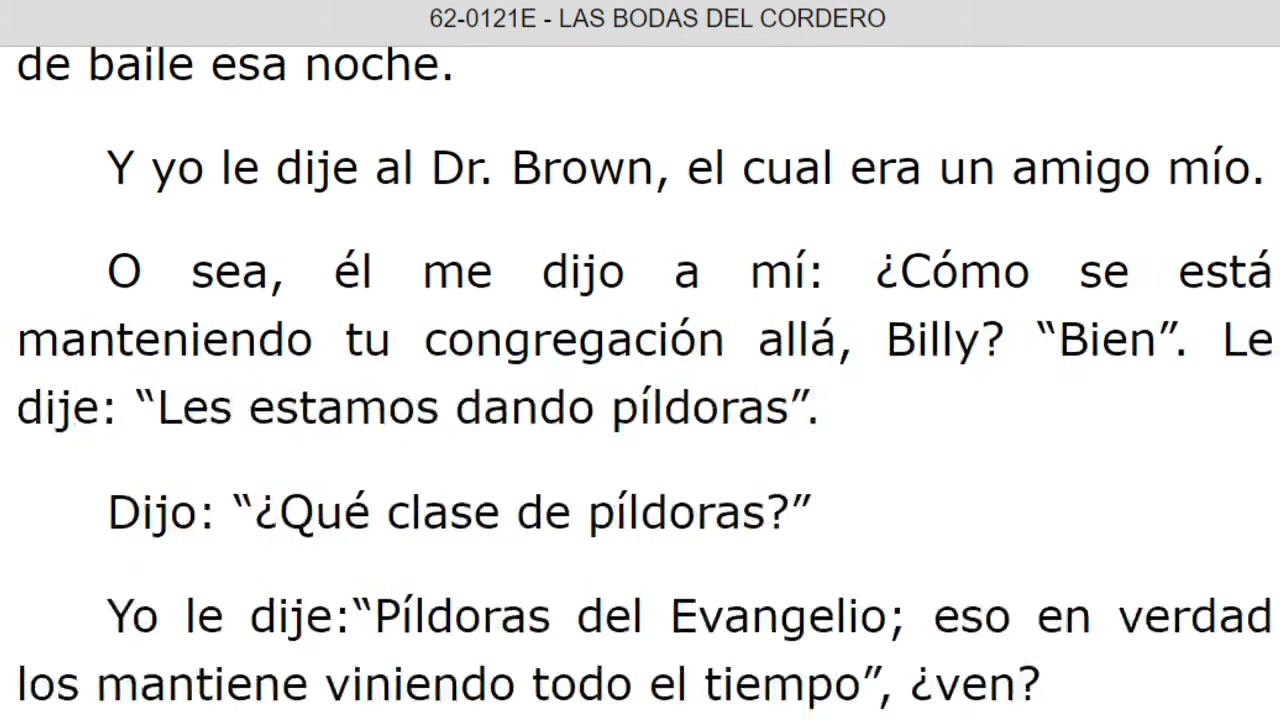 62-0121E - LAS BODAS DEL CORDERO
de baile esa noche.
Y yo le dije al Dr. Brown, el cual era un amigo mío.
O sea, él me dijo a mí: ¿Cómo se está
manteniendo tu congregación allá, Billy? “Bien”. Le
dije: “Les estamos dando píldoras”.
Dijo: “¿Qué clase de píldoras?”
Yo le dije:“Píldoras del Evangelio; eso en verdad
los mantiene viniendo todo el tiempo”, ¿ven?